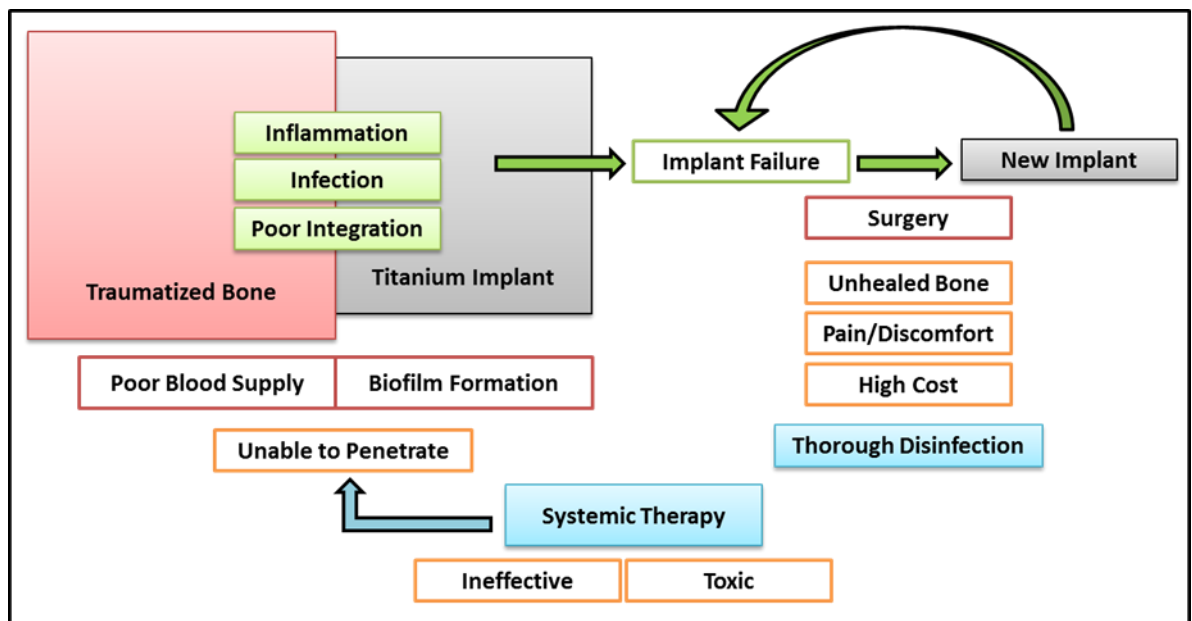 Inflammation
Infection
Poor Integration
Traumatized Bone
Titanium Implant
Implant Failure
New Implant
Surgery
Unhealed Bone
Pain/Discomfort
High Cost
Thorough Disinfection
Poor Blood Supply
Biofilm Formation
Unable to Penetrate
Systemic Therapy
Ineffective
Toxic